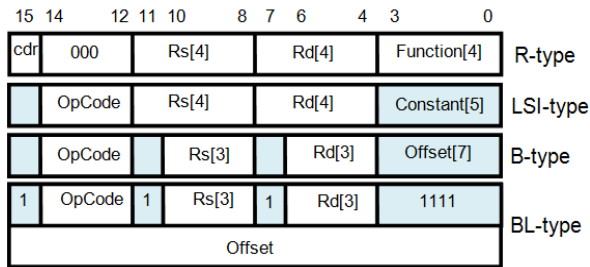 15 14 12 11 10 8 7 6 4 3 0
cdr 000 Rs[4] Rd[4] Function[4] R-type
OpCode Rs[4] Rd[4] Constant[5] LSI-type
OpCode Rs[3] Rd[3] Offset[7] B-type
1 OpCode 1 Rs[3] 1 Rd[3] 1111 BL-type
Offset